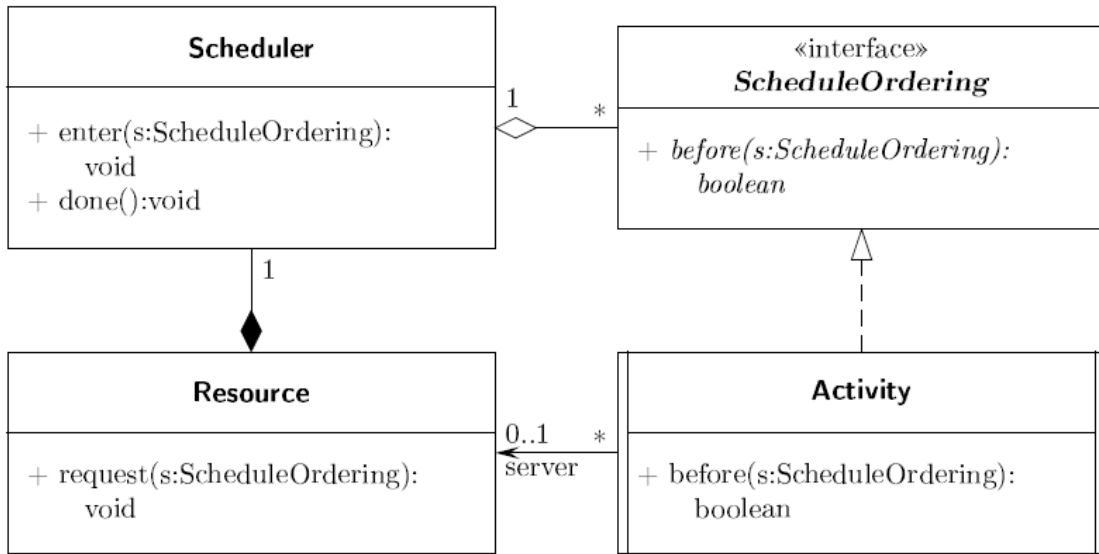 Scheduler
+ enter(s:ScheduleOrdering):
void
+ done():void
1
*
«interface»
ScheduleOrdering
+ before(s:ScheduleOrdering):
boolean
1
Resource
+ request(s:ScheduleOrdering):
void
0..1
*
server
Activity
+ before(s:ScheduleOrdering):
boolean